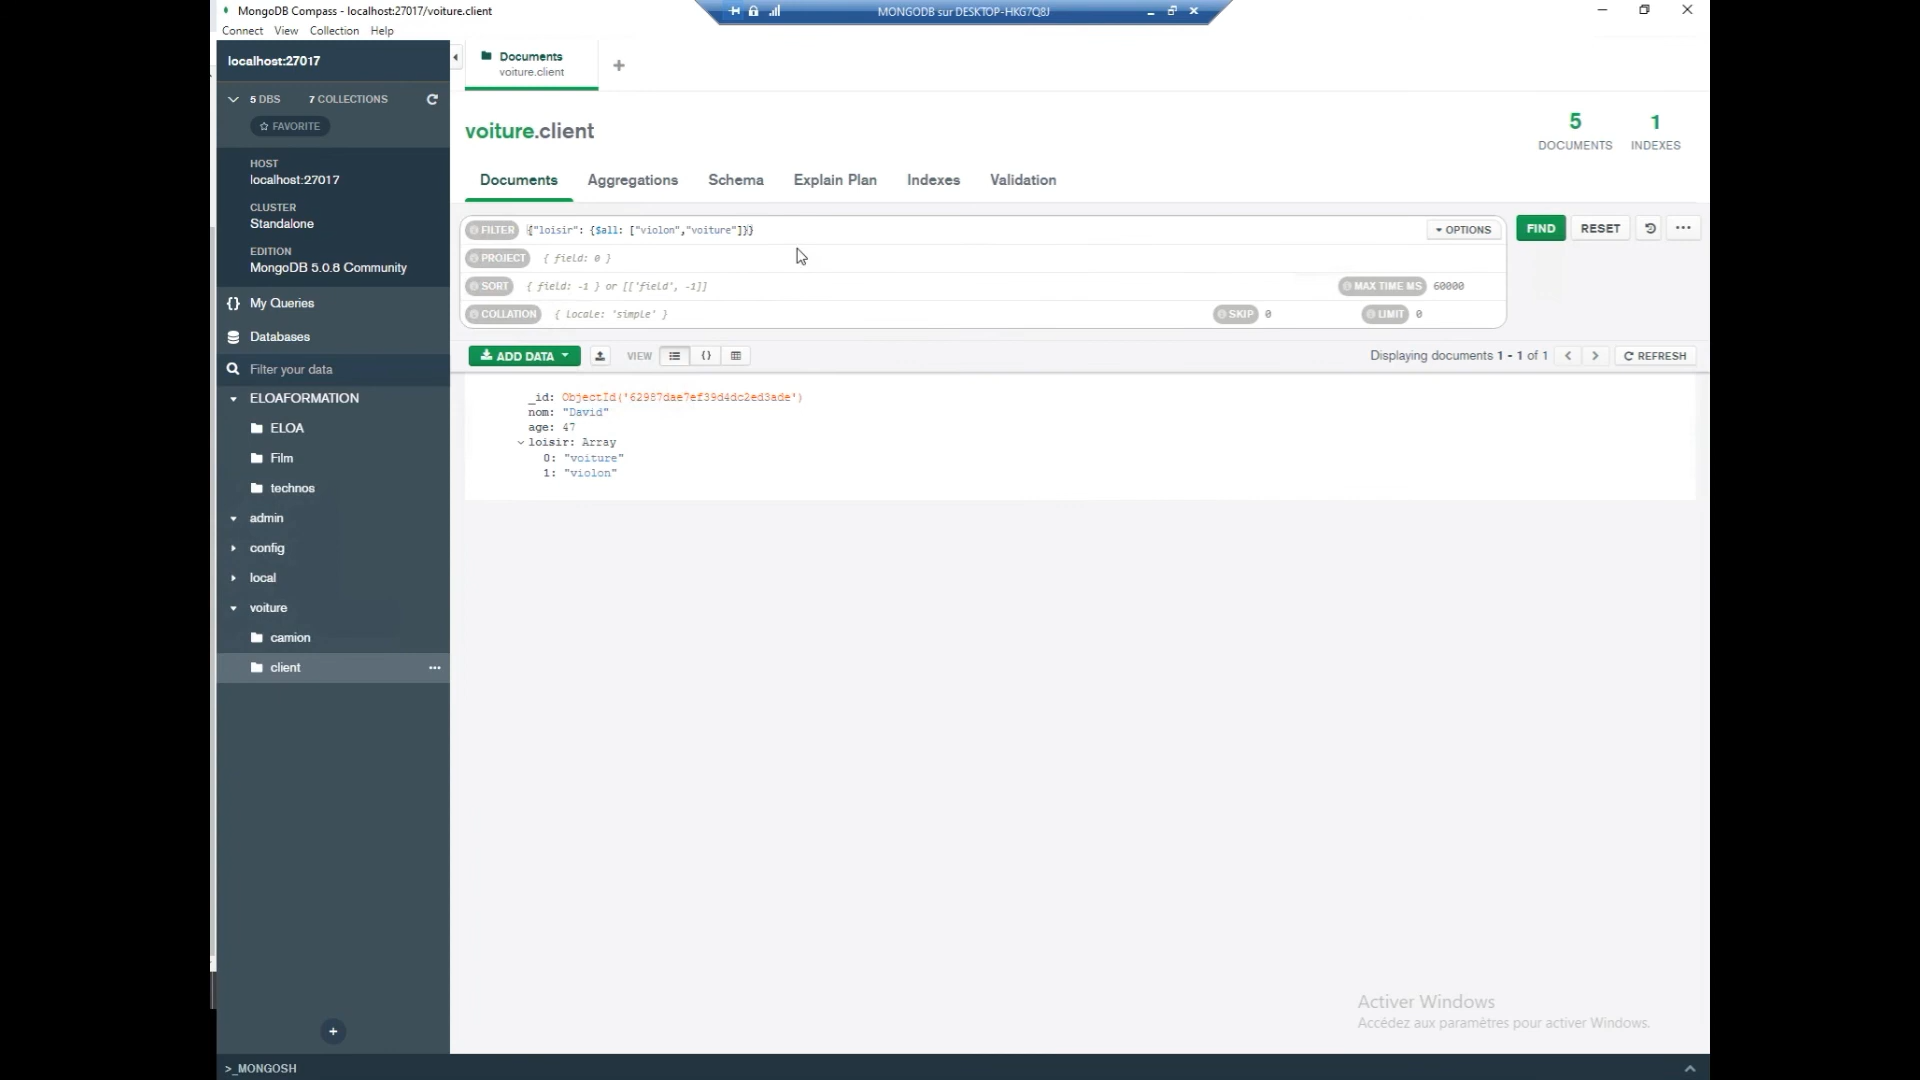 MongoDB Compass - localhost:27017/voiture.client
MONGODB sur DESKTOP-HKG7Q8J
Connect View Collection Help
localhost:27017
Documents
voiture.client
5 DBS 7 COLLECTIONS
FAVORITE
voiture.client
5
DOCUMENTS
1
INDEXES
HOST
localhost:27017
CLUSTER
Standalone
EDITION
MongoDB 5.0.8 Community
Documents Aggregations Schema Explain Plan Indexes Validation
FILTER {"loisir": {$all: ["violon","voiture"]}} OPTIONS FIND RESET
PROJECT { field: 0 }
SORT { field: -1 } or [['field', -1]] MAX TIME MS 60000
COLLATION { locale: 'simple' } SKIP 0 LIMIT 0
My Queries
Databases
Filter your data
ADD DATA VIEW {} Displaying documents 1 - 1 of 1 REFRESH
_id: ObjectId('62987dae7ef39d4dc2ed3ade')
nom: "David"
age: 47
loisir: Array
0: "voiture"
1: "violon"
ELOAFORMATION
ELOA
Film
technos
admin
config
local
voiture
camion
client
Activer Windows
Accédez aux paramètres pour activer Windows.
>_MONGOSH